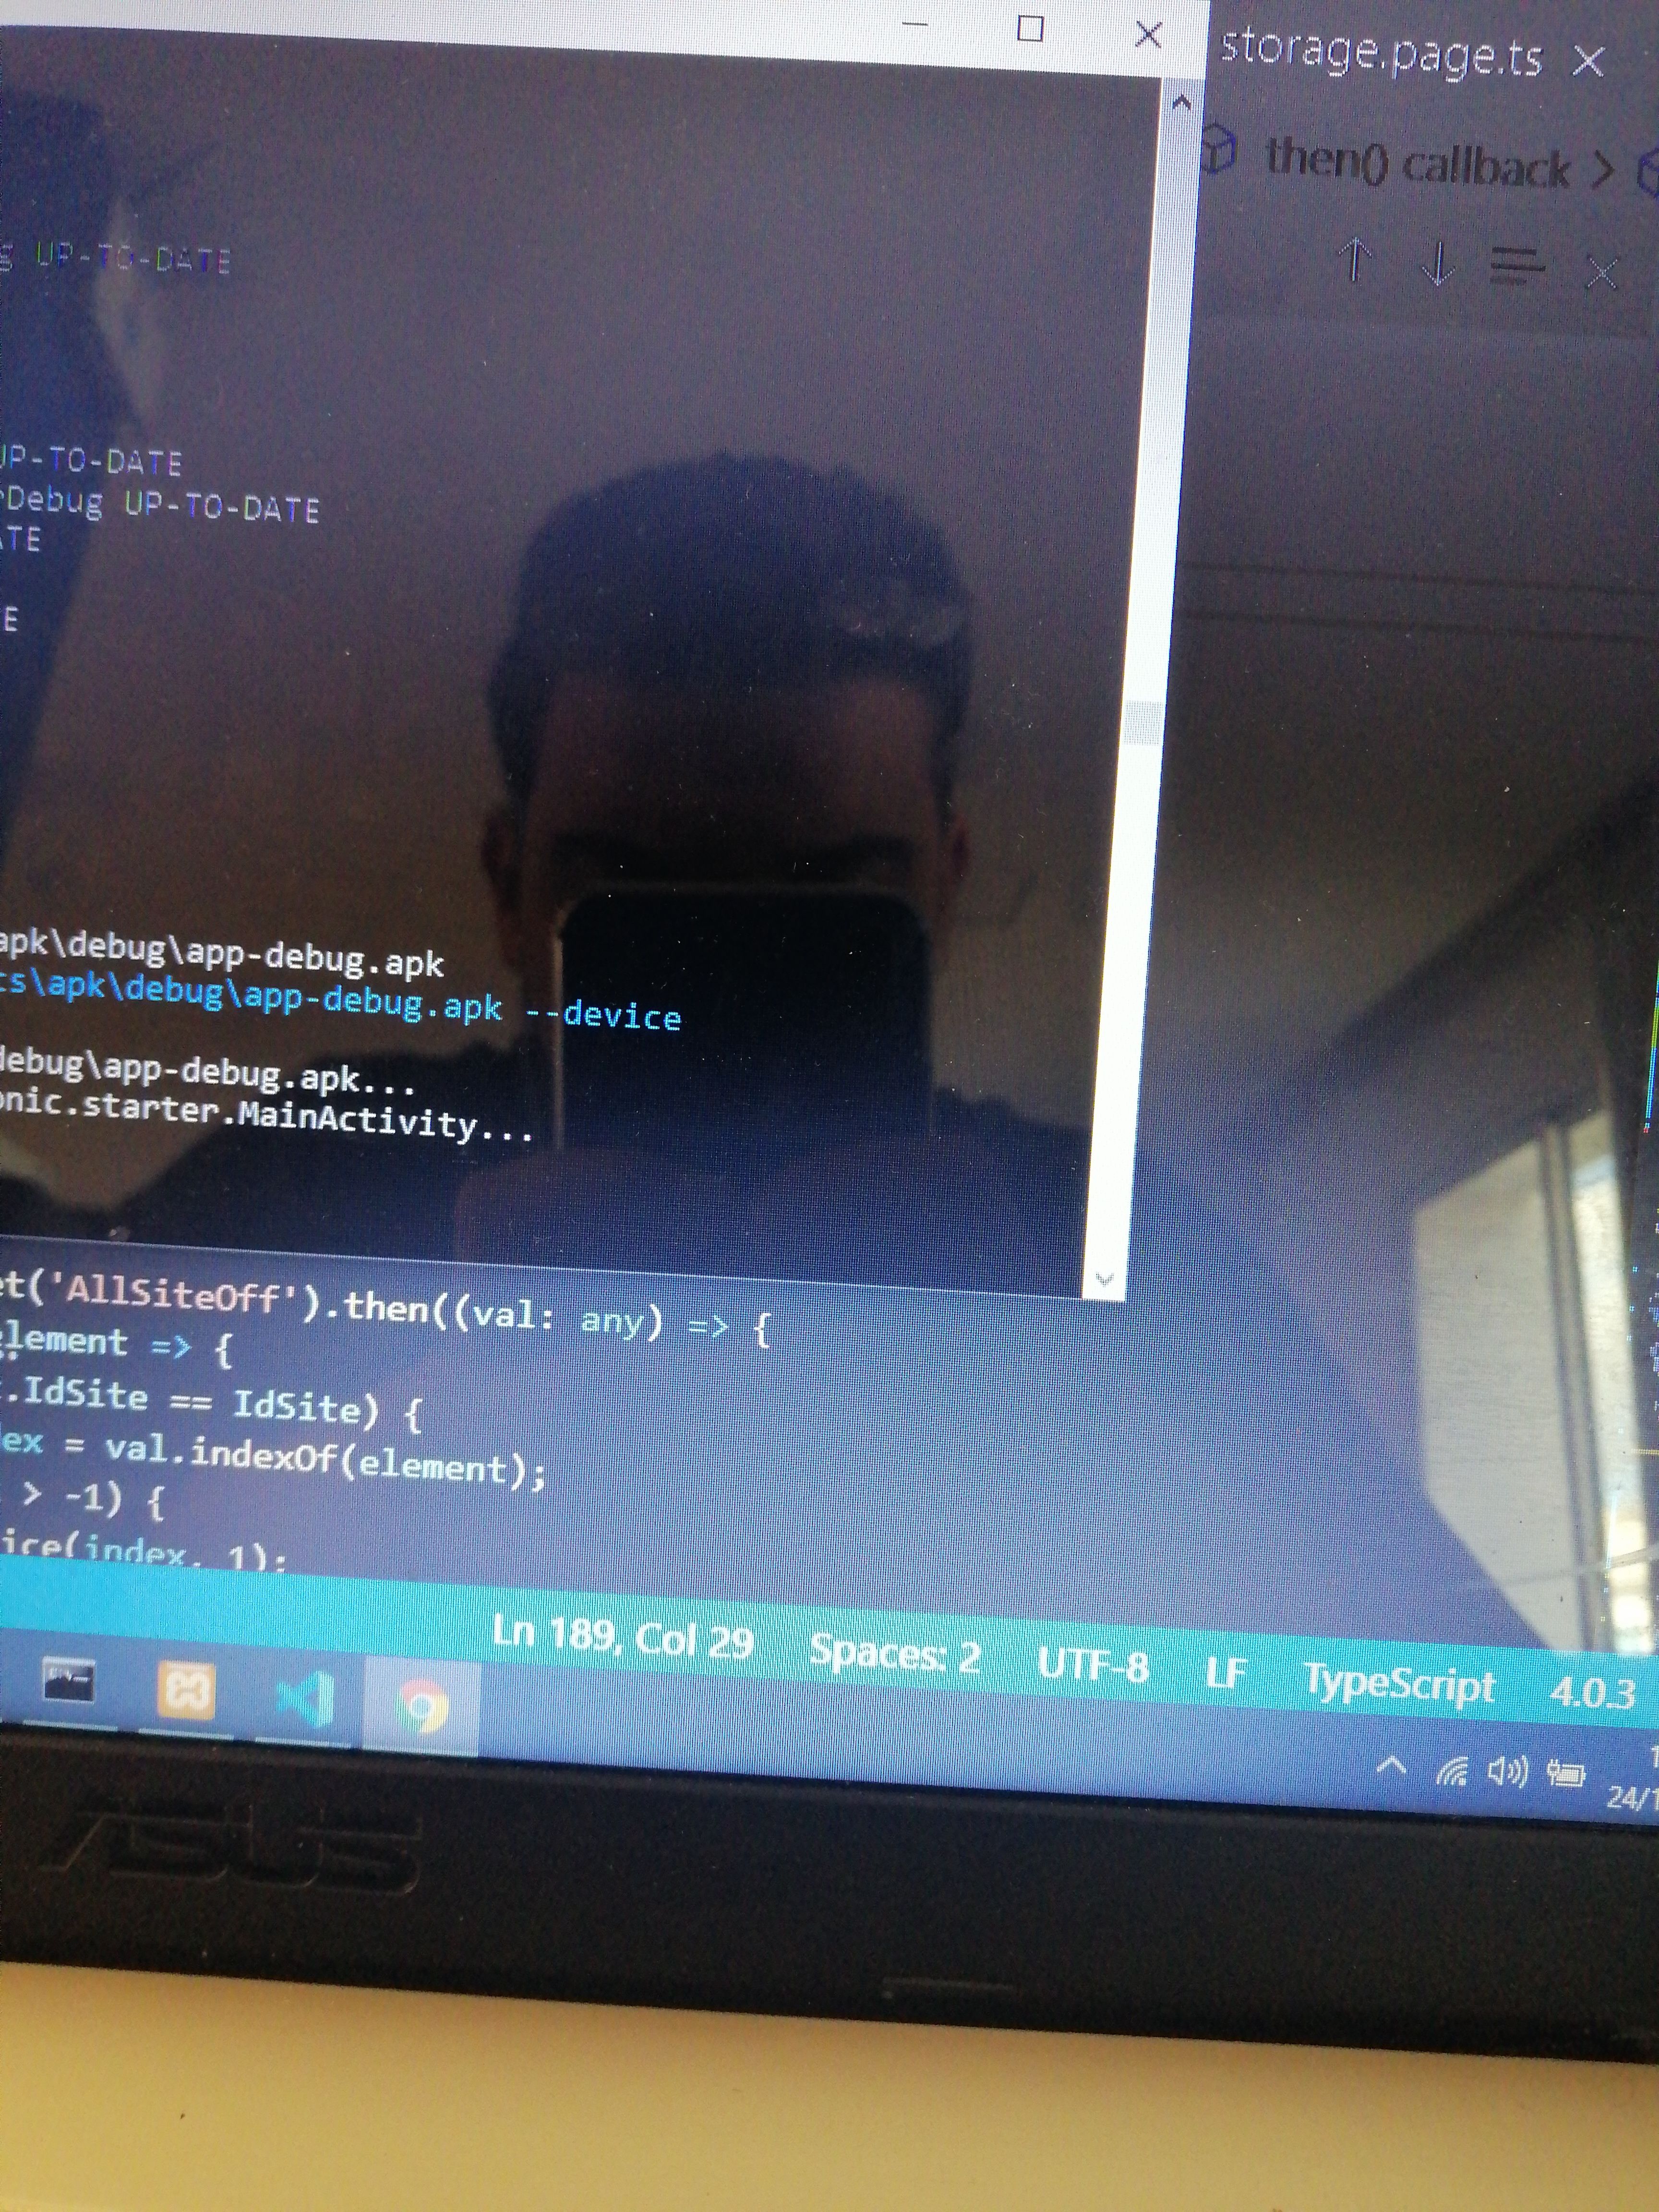 storage.page.ts
then() callback >
UP-TO-DATE
UP-TO-DATE
Debug UP-TO-DATE
ATE
E
apk\debug\app-debug.apk
ts\apk\debug\app-debug.apk --device
debug\app-debug.apk...
onic.starter.MainActivity...
et('AllSiteOff').then((val: any) => {
element => {
.IdSite == IdSite) {
ex = val.indexOf(element);
> -1) {
ice(index, 1);
Ln 189, Col 29 Spaces: 2 UTF-8 LF TypeScript 4.0.3
24/1
ASUS